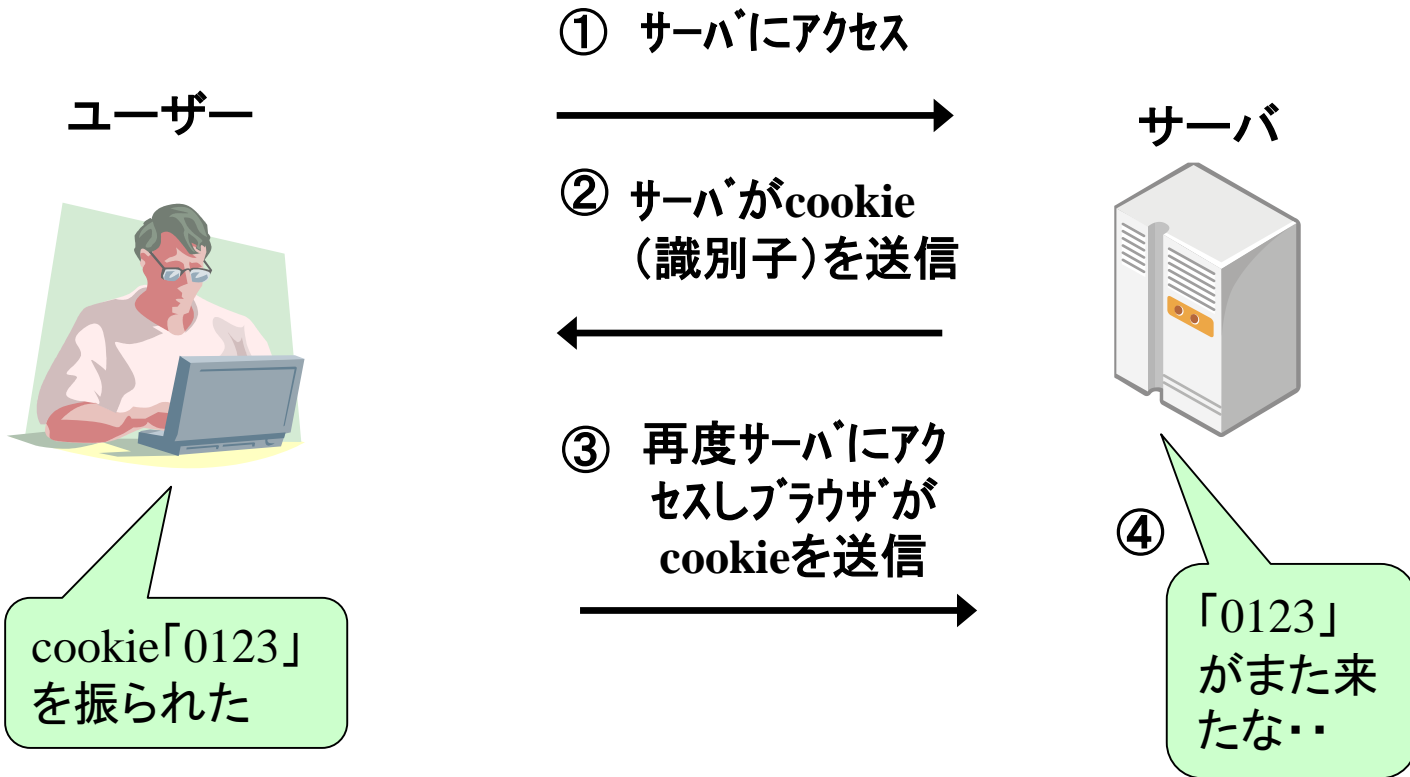 ① ｻｰﾊﾞにｱｸｾｽ
ユーザー
サーバ
② ｻｰﾊﾞがcookie
（識別子）を送信
③ 再度ｻｰﾊﾞにｱｸ
ｾｽしﾌﾞﾗｳｻﾞが
cookieを送信
④
cookie「0123」
を振られた
「0123」
がまた来
たな・・